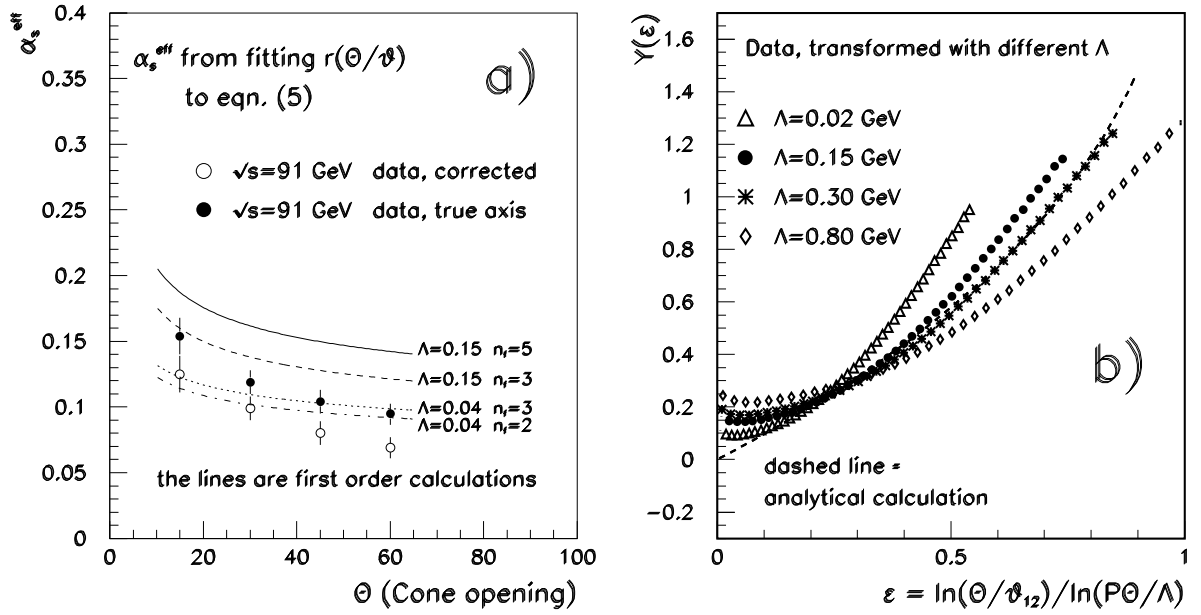 α_s^eff
0.4
0.35
0.3
0.25
0.2
0.15
0.1
0.05
0
α_s^eff from fitting r(Θ/ϑ)
to eqn. (5)
a)
√s=91 GeV data, corrected
√s=91 GeV data, true axis
Λ=0.15 n_f=5
Λ=0.15 n_f=3
Λ=0.04 n_f=3
Λ=0.04 n_f=2
the lines are first order calculations
0 20 40 60 80 100
Θ (Cone opening)
Y(ε)
1.6
1.4
1.2
1
0.8
0.6
0.4
0.2
0
−0.2
Data, transformed with different Λ
Λ=0.02 GeV
Λ=0.15 GeV
Λ=0.30 GeV
Λ=0.80 GeV
b)
dashed line =
analytical calculation
0 0.5 1
ε = ln(Θ/ϑ₁₂)/ln(PΘ/Λ)